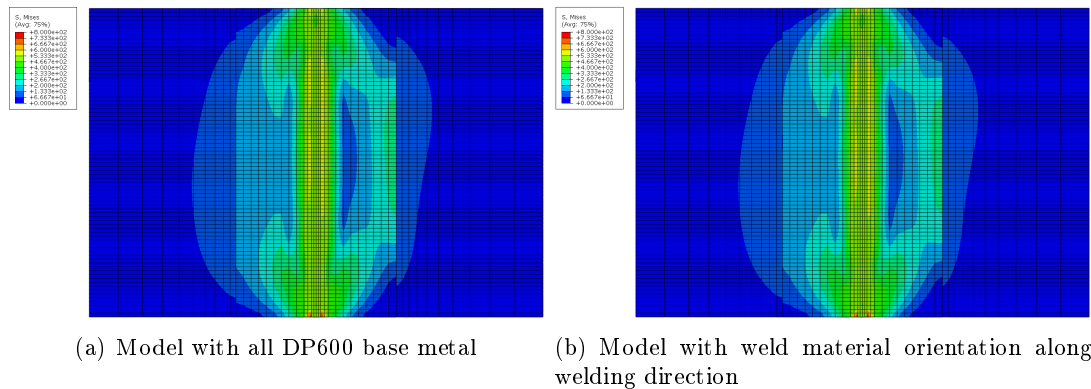 S, Mises
(Avg: 75%)
+8.000e+02
+7.333e+02
+6.667e+02
+6.000e+02
+5.333e+02
+4.667e+02
+4.000e+02
+3.333e+02
+2.667e+02
+2.000e+02
+1.333e+02
+6.667e+01
+0.000e+00
S, Mises
(Avg: 75%)
+8.000e+02
+7.333e+02
+6.667e+02
+6.000e+02
+5.333e+02
+4.667e+02
+4.000e+02
+3.333e+02
+2.667e+02
+2.000e+02
+1.333e+02
+6.667e+01
+0.000e+00
(a) Model with all DP600 base metal
(b) Model with weld material orientation along
welding direction